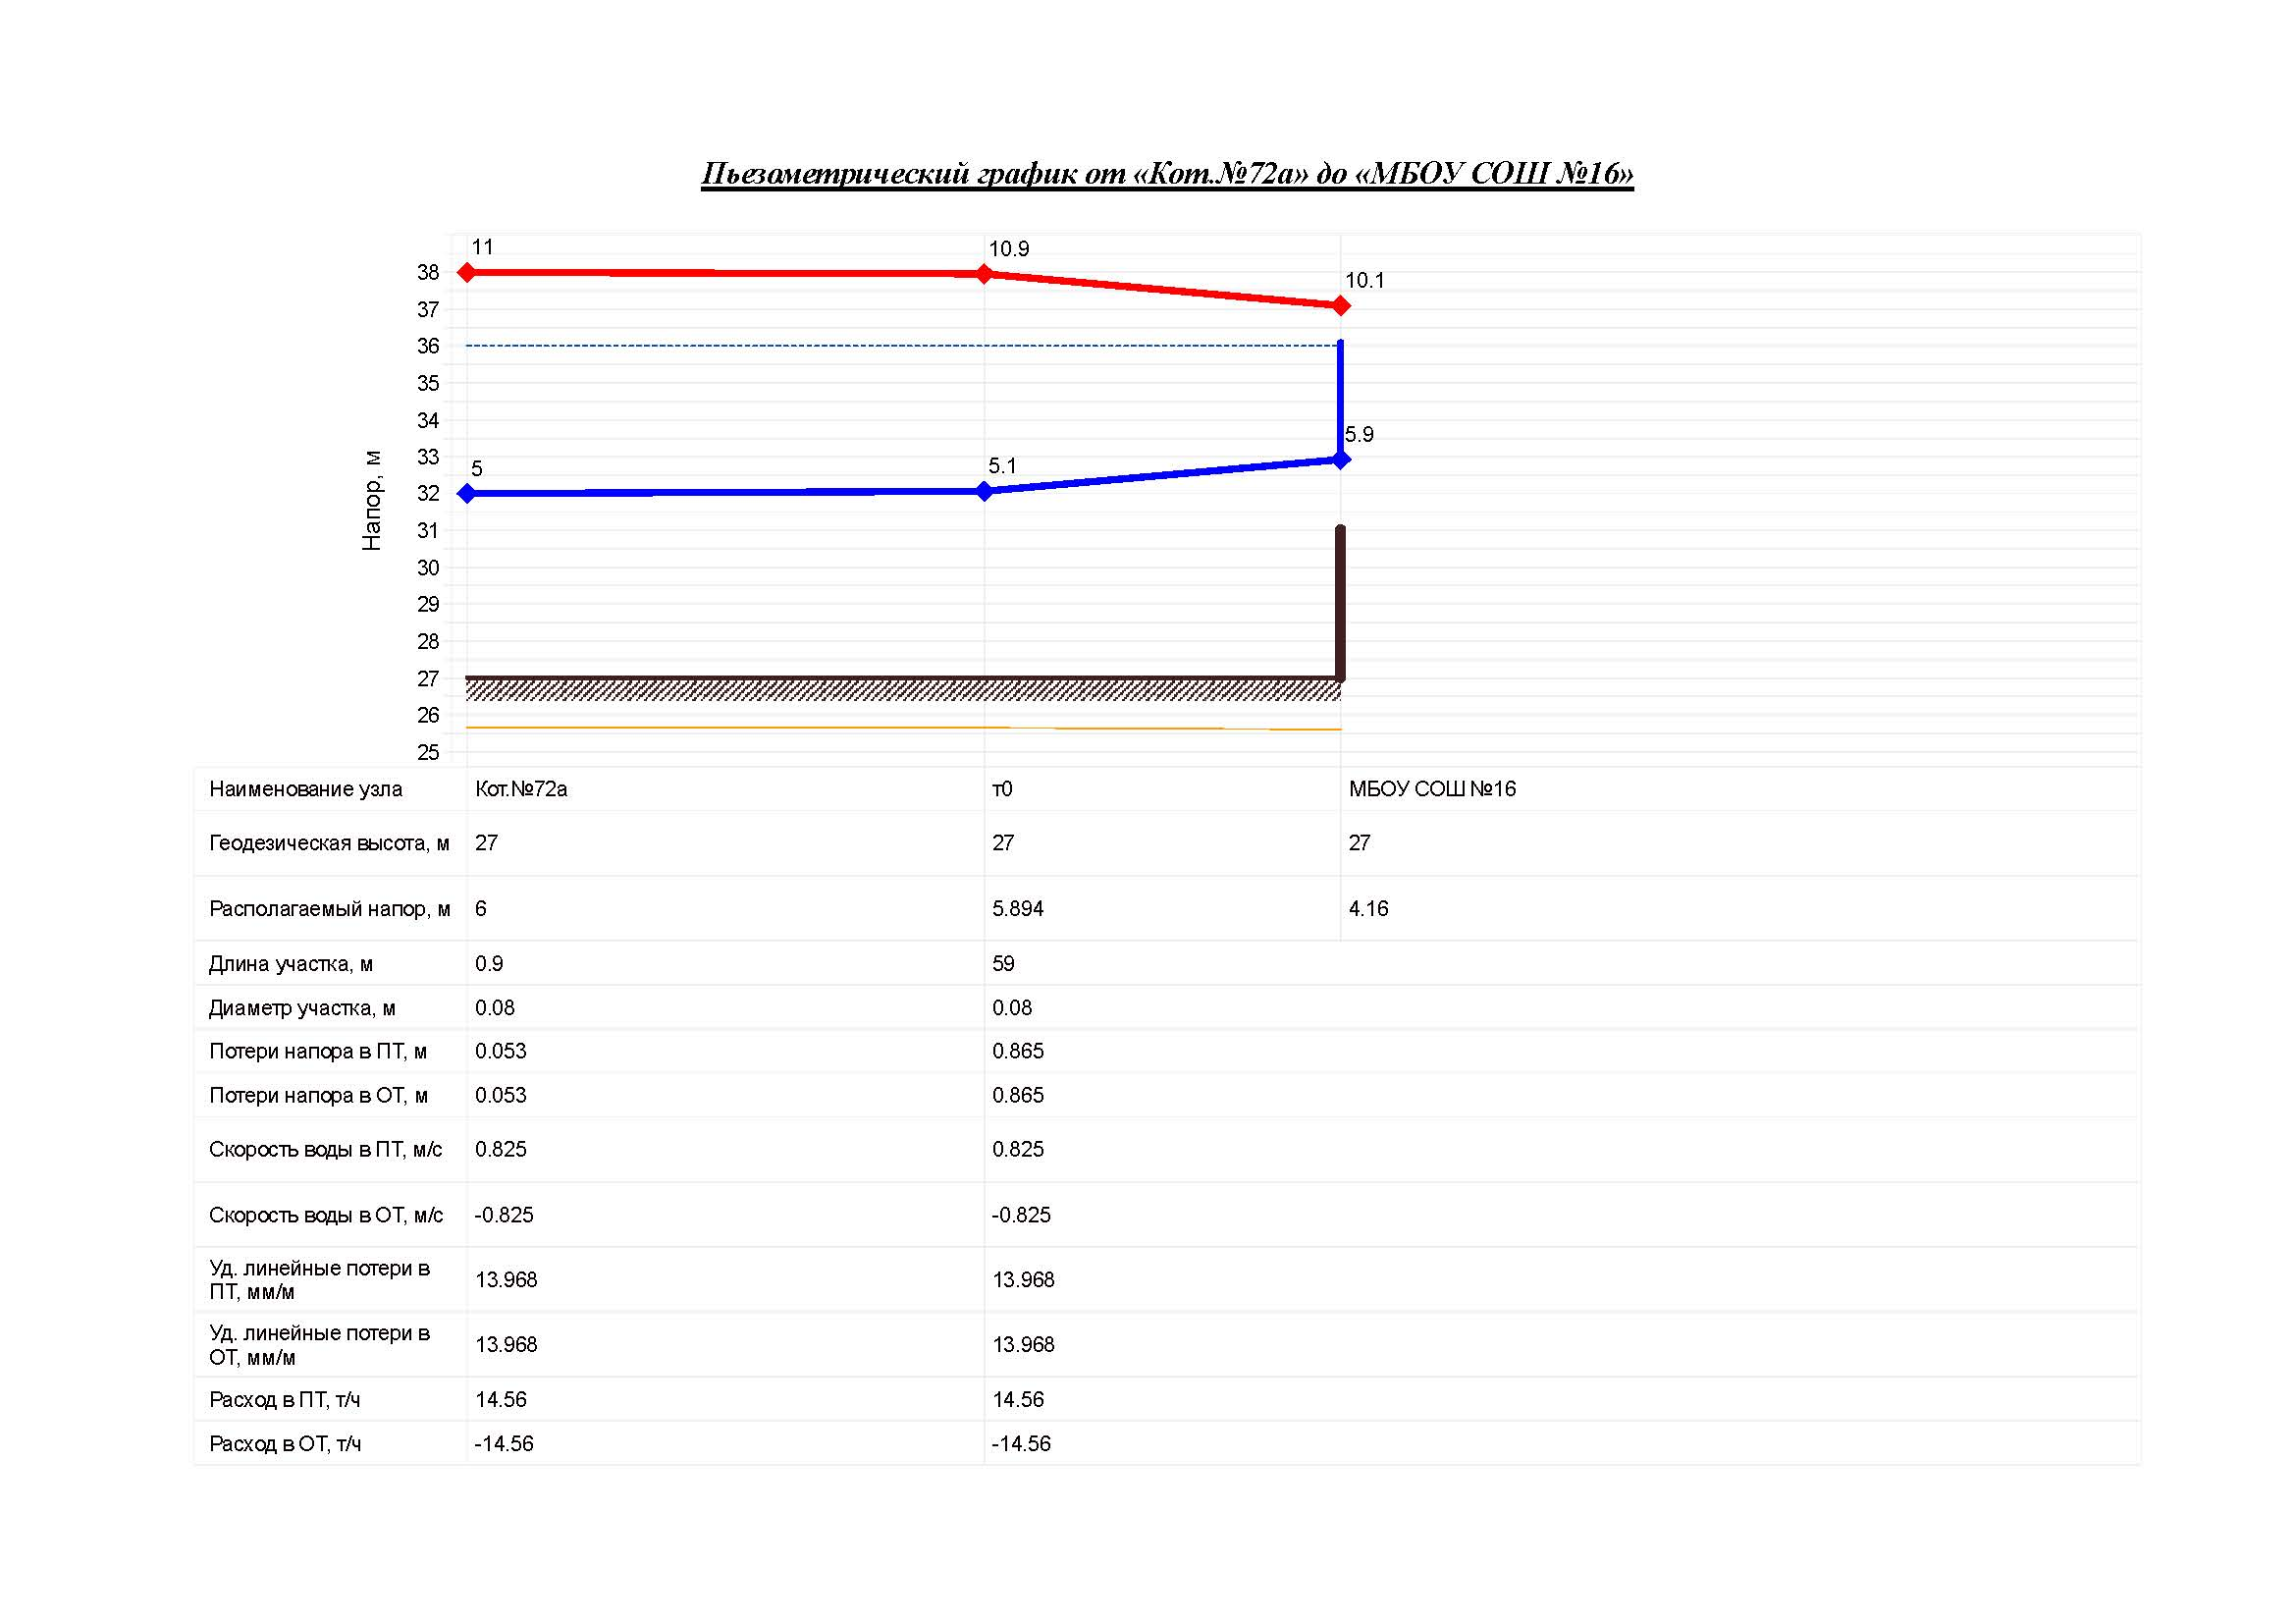 Пьезометрический график от «Кот.№72а» до «МБОУ СОШ №16»
11
10.9
10.1
38
37
36
35
34
5.9
33
5
5.1
32
31
30
29
28
27
26
25
Напор, м
Наименование узла Кот.№72а т0 МБОУ СОШ №16
Геодезическая высота, м 27 27 27
Располагаемый напор, м 6 5.894 4.16
Длина участка, м 0.9 59
Диаметр участка, м 0.08 0.08
Потери напора в ПТ, м 0.053 0.865
Потери напора в ОТ, м 0.053 0.865
Скорость воды в ПТ, м/с 0.825 0.825
Скорость воды в ОТ, м/с -0.825 -0.825
Уд. линейные потери в
ПТ, мм/м 13.968 13.968
Уд. линейные потери в
ОТ, мм/м 13.968 13.968
Расход в ПТ, т/ч 14.56 14.56
Расход в ОТ, т/ч -14.56 -14.56